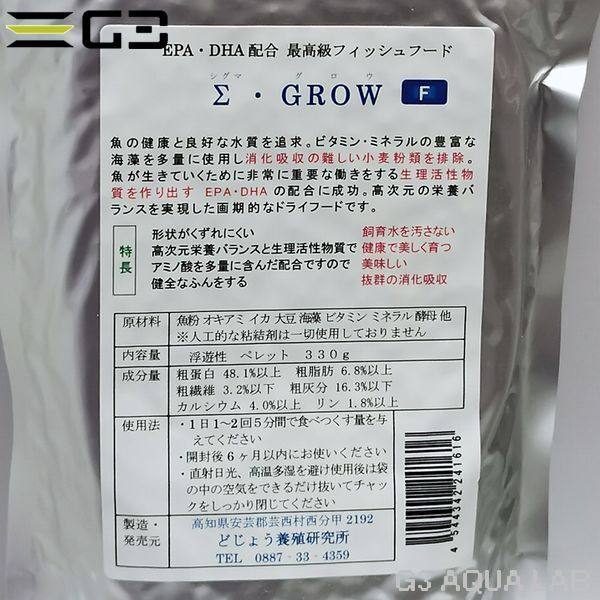 G3
EPA・DHA配合 最高級フィッシュフード
シグマ グロウ
Σ・GROW F
魚の健康と良好な水質を追求。ビタミン・ミネラルの豊富な
海藻を多量に使用し消化吸収の難しい小麦粉類を排除。
魚が生きていくために非常に重要な働きをする生理活性物
質を作り出す EPA・DHA の配合に成功。高次元の栄養バ
ランスを実現した画期的なドライフードです。
特長
形状がくずれにくい 飼育水を汚さない
高次元栄養バランスと生理活性物質で 健康で美しく育つ
アミノ酸を多量に含んだ配合ですので 美味しい
健全なふんをする 抜群の消化吸収
原材料 魚粉 オキアミ イカ 大豆 海藻 ビタミン ミネラル 酵母 他
※人工的な粘結剤は一切使用しておりません
内容量 浮遊性 ペレット 330g
成分量 粗蛋白 48.1%以上 粗脂肪 6.8%以上
粗繊維 3.2%以下 粗灰分 16.3%以下
カルシウム 4.0%以上 リン 1.8%以上
使用法 ・1日1〜2回5分間で食べつくす量を与
えてください
・開封後6ヶ月以内にお使いください
・直射日光、高温多湿を避け使用後は袋
の中の空気をできるだけ抜いてチャッ
クをしっかり閉じてください
製造・発売元 高知県安芸郡芸西村西分甲2192
どじょう養殖研究所
TEL 0887-33-4359
4 544342 241616
G3 AQUA LAB